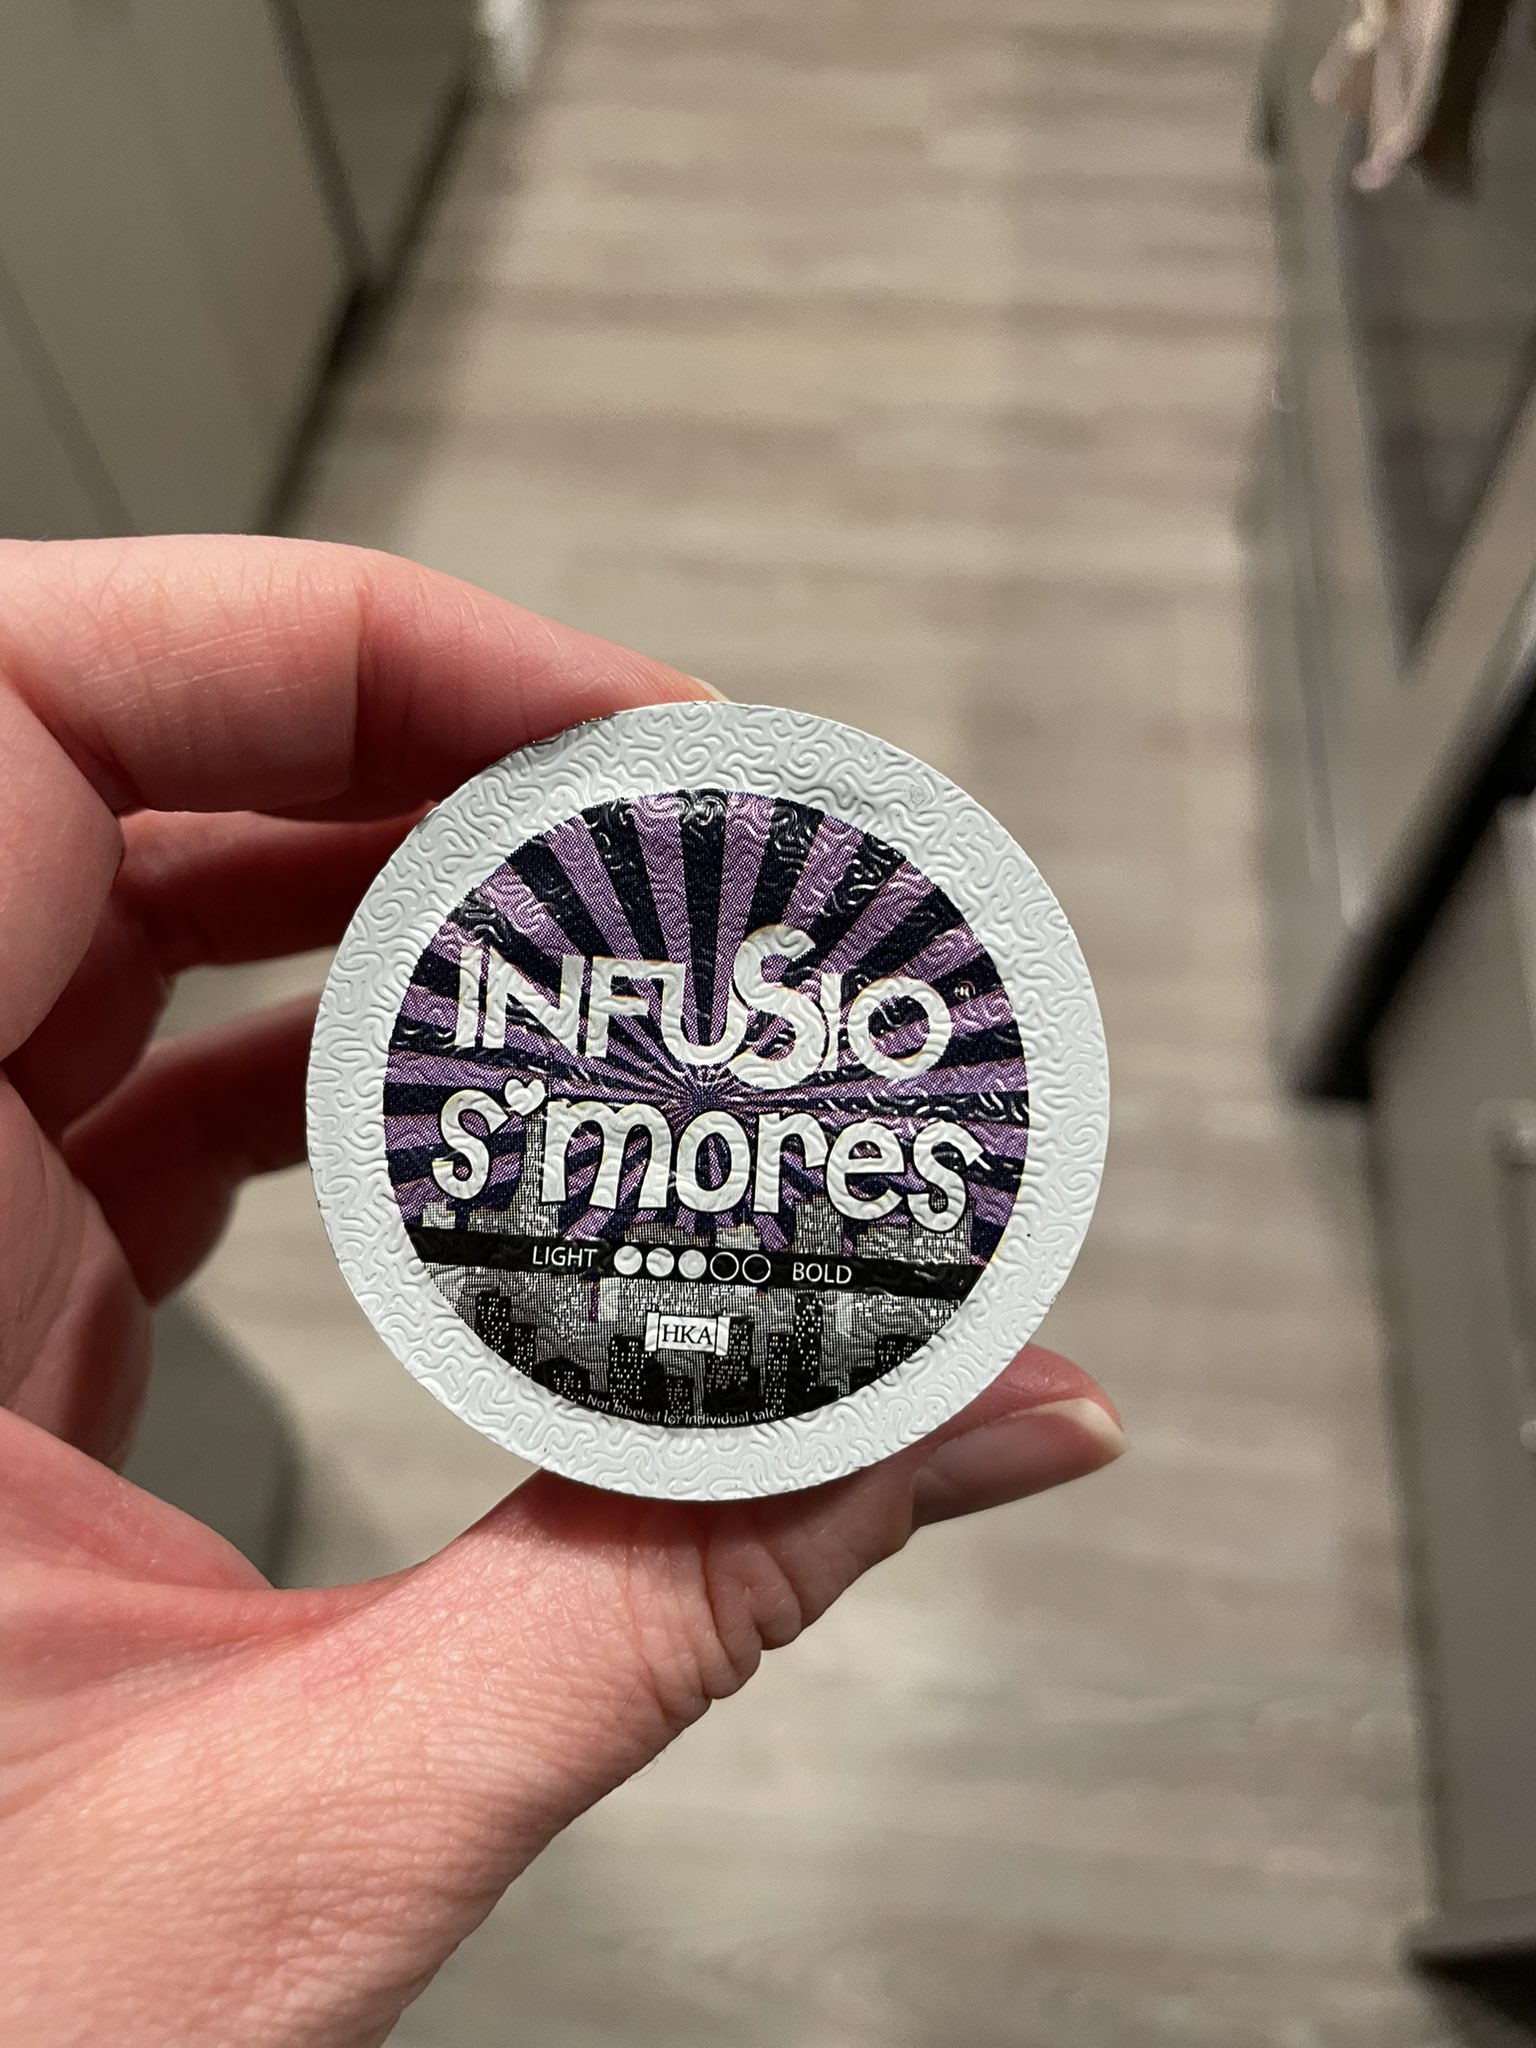 INFUSIO
s'mores
LIGHT BOLD
HKA
Not labeled for individual sale.